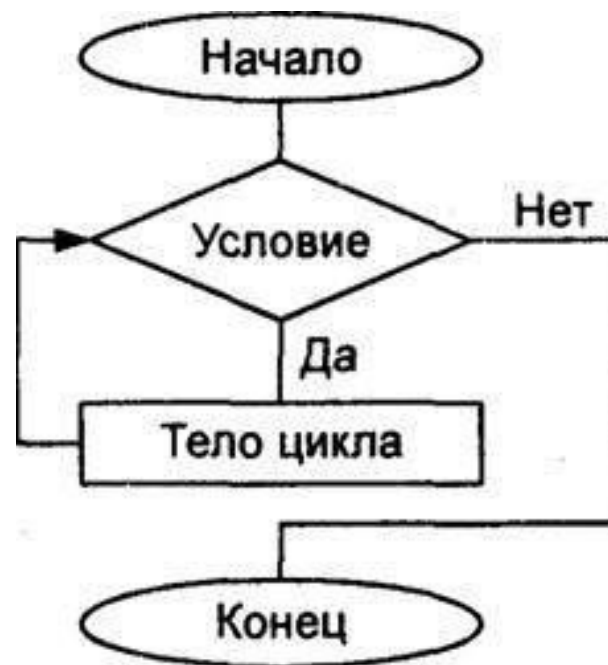 Начало
Условие
Нет
Да
Тело цикла
Конец